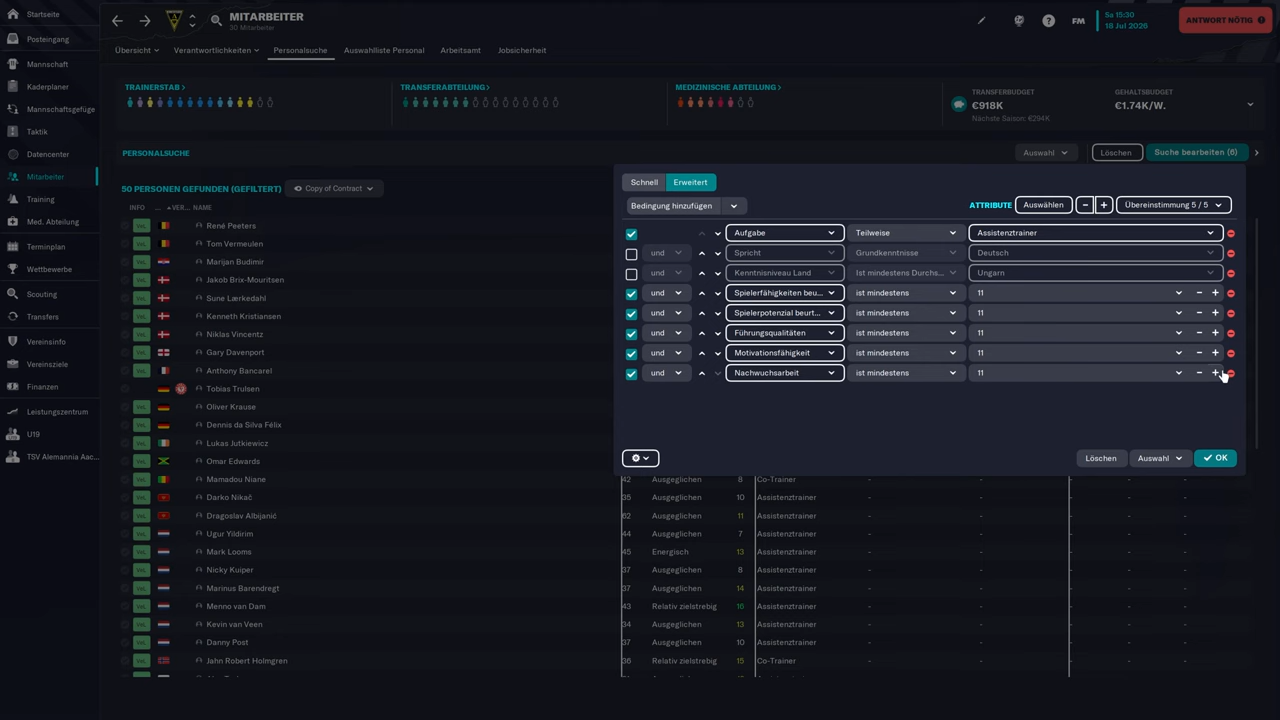 Startseite
Posteingang
Mannschaft
Kaderplaner
Mannschaftsgefüge
Taktik
Datencenter
Mitarbeiter
Training
Med. Abteilung
Terminplan
Wettbewerbe
Scouting
Transfers
Vereinsinfo
Vereinsziele
Finanzen
Leistungszentrum
U19
TSV Alemannia Aac...
MITARBEITER
30 Mitarbeiter
FM
Sa 15:30
18 Jul 2026
ANTWORT NÖTIG
Übersicht
Verantwortlichkeiten
Personalsuche
Auswahlliste Personal
Arbeitsamt
Jobsicherheit
TRAINERSTAB >
TRANSFERABTEILUNG >
MEDIZINISCHE ABTEILUNG >
TRANSFERBUDGET
€918K
Nächste Saison: €294K
GEHALTSBUDGET
€1.74K/W.
PERSONALSUCHE
Auswahl
Löschen
Suche bearbeiten (6)
50 PERSONEN GEFUNDEN (GEFILTERT)
Copy of Contract
INFO ... VER... NAME
René Peeters
Tom Vermeulen
Marijan Budimir
Jakob Brix-Mouritsen
Sune Lærkedahl
Kenneth Kristiansen
Niklas Vincentz
Gary Davenport
Anthony Bancarel
Tobias Trulsen
Oliver Krause
Dennis da Silva Félix
Lukas Jutkiewicz
Omar Edwards
Mamadou Niane 42 Ausgeglichen 8 Co-Trainer - - - -
Darko Nikač 35 Ausgeglichen 10 Assistenztrainer - - - -
Dragoslav Albijanić 62 Ausgeglichen 11 Assistenztrainer - - - -
Ugur Yildirim 44 Ausgeglichen 7 Assistenztrainer - - - -
Mark Looms 45 Energisch 13 Assistenztrainer - - - -
Nicky Kuiper 37 Ausgeglichen 8 Assistenztrainer - - - -
Marinus Barendregt 37 Ausgeglichen 14 Assistenztrainer - - - -
Menno van Dam 43 Relativ zielstrebig 16 Assistenztrainer - - - -
Kevin van Veen 34 Ausgeglichen 13 Assistenztrainer - - - -
Danny Post 37 Ausgeglichen 10 Assistenztrainer - - - -
Jahn Robert Holmgren 36 Relativ zielstrebig 15 Co-Trainer - - - -
Schnell
Erweitert
Bedingung hinzufügen
ATTRIBUTE
Auswählen
- +
Übereinstimmung 5 / 5
Aufgabe Teilweise Assistenztrainer
und Spricht Grundkenntnisse Deutsch
und Kenntnisniveau Land Ist mindestens Durchs... Ungarn
und Spielerfähigkeiten beu... ist mindestens 11 - +
und Spielerpotenzial beurt... ist mindestens 11 - +
und Führungsqualitäten ist mindestens 11 - +
und Motivationsfähigkeit ist mindestens 11 - +
und Nachwuchsarbeit ist mindestens 11 - +
Löschen
Auswahl
OK